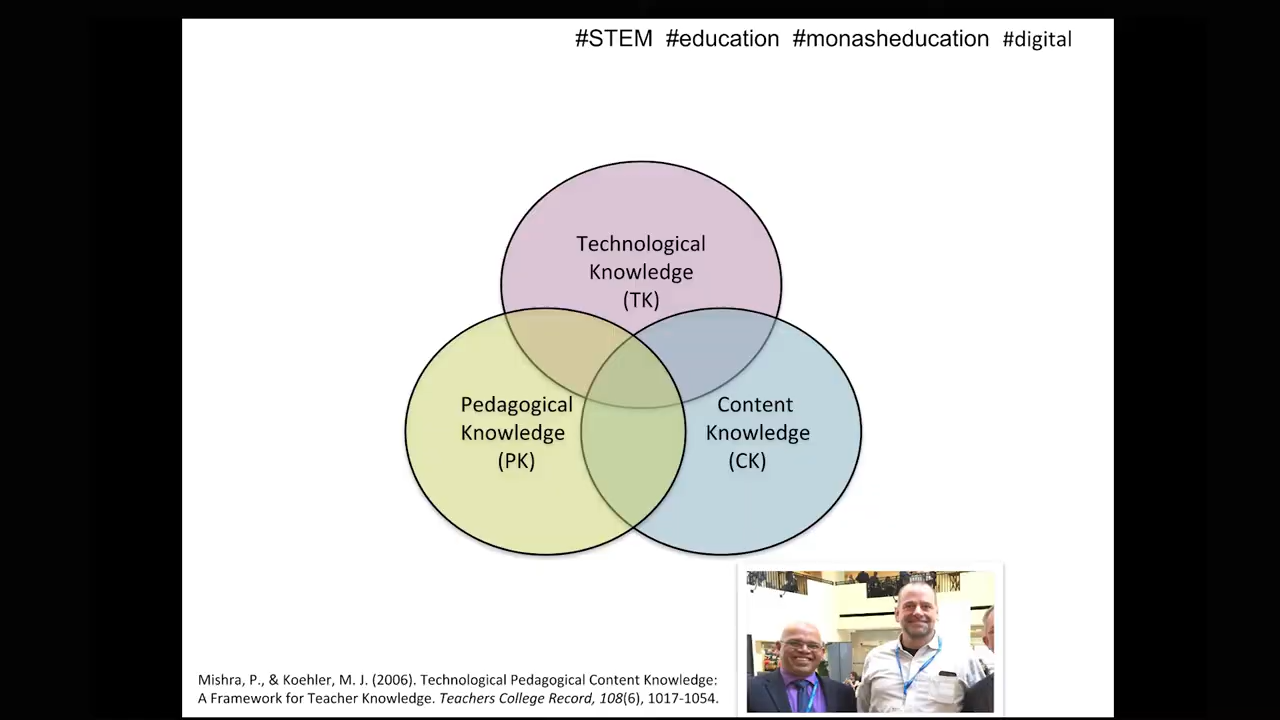 #STEM #education #monasheducation #digital
Technological
Knowledge
(TK)
Pedagogical
Knowledge
(PK)
Content
Knowledge
(CK)
Mishra, P., & Koehler, M. J. (2006). Technological Pedagogical Content Knowledge:
A Framework for Teacher Knowledge. Teachers College Record, 108(6), 1017-1054.